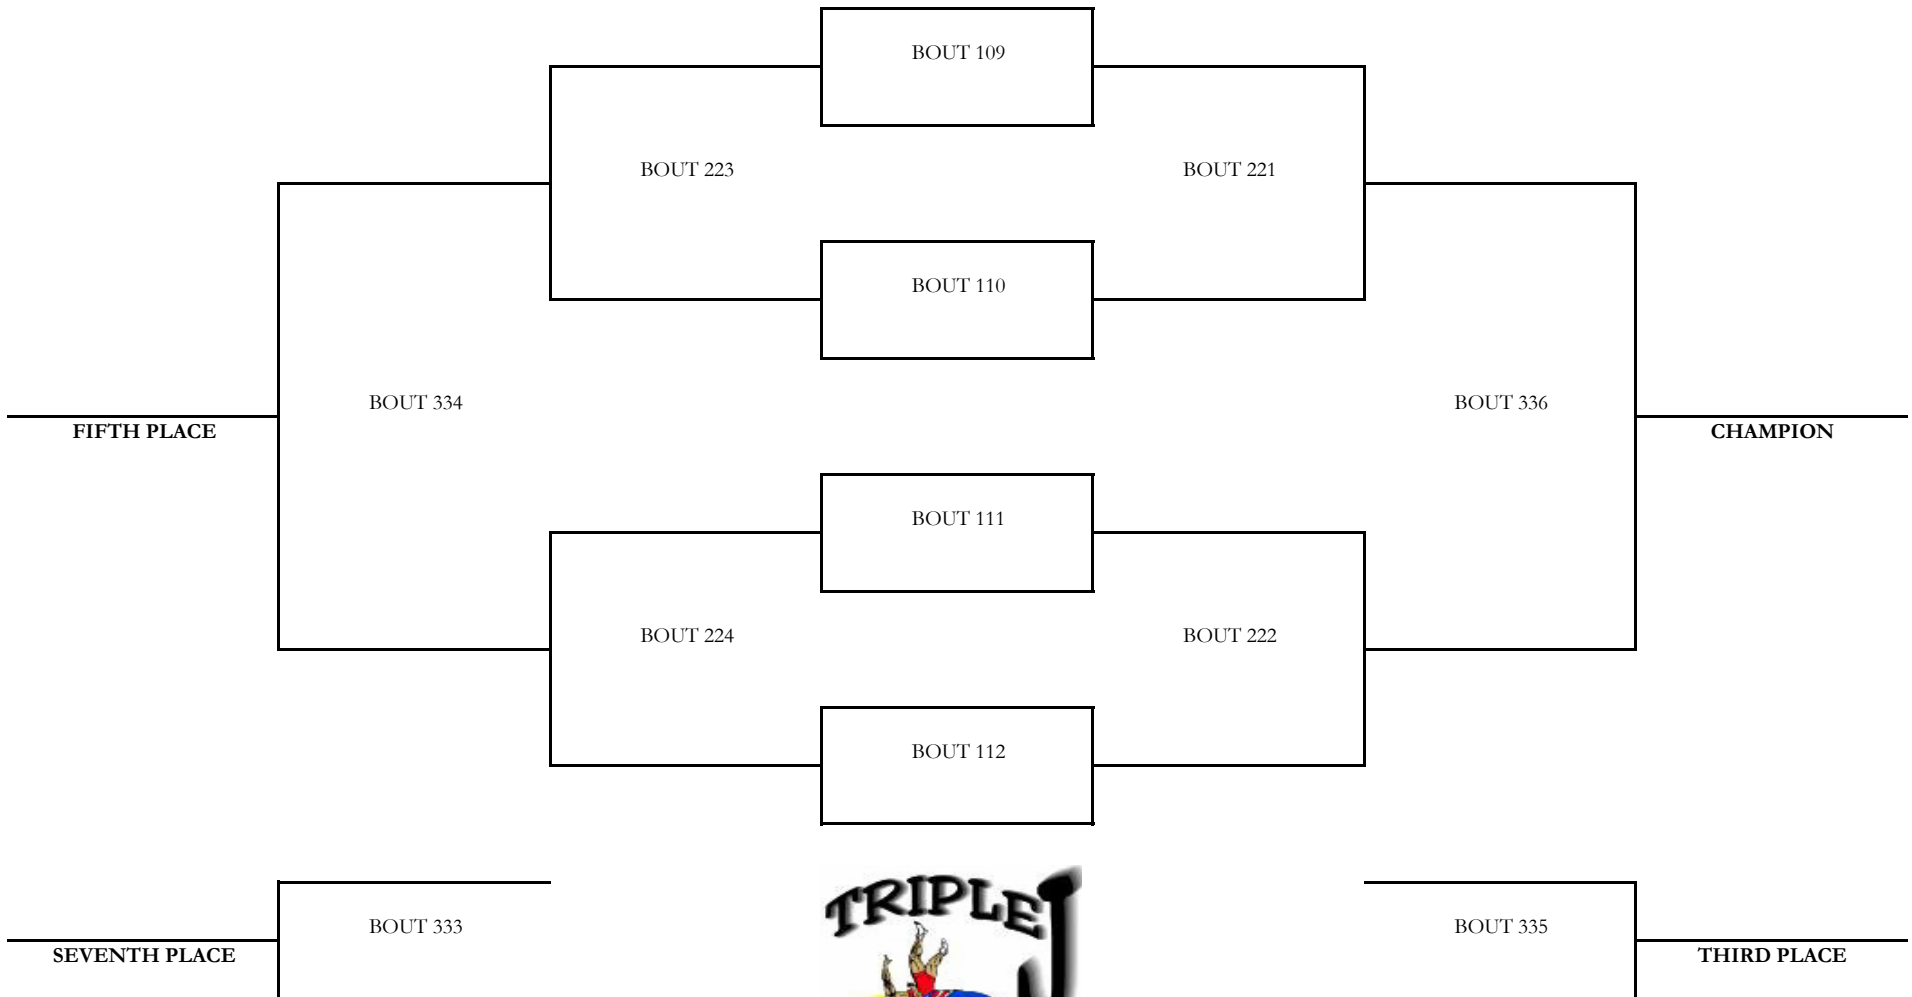 BOUT 109
BOUT 223
BOUT 221
BOUT 110
BOUT 334
BOUT 336
FIFTH PLACE
CHAMPION
BOUT 111
BOUT 224
BOUT 222
BOUT 112
TRIPLE J
BOUT 333
BOUT 335
SEVENTH PLACE
THIRD PLACE